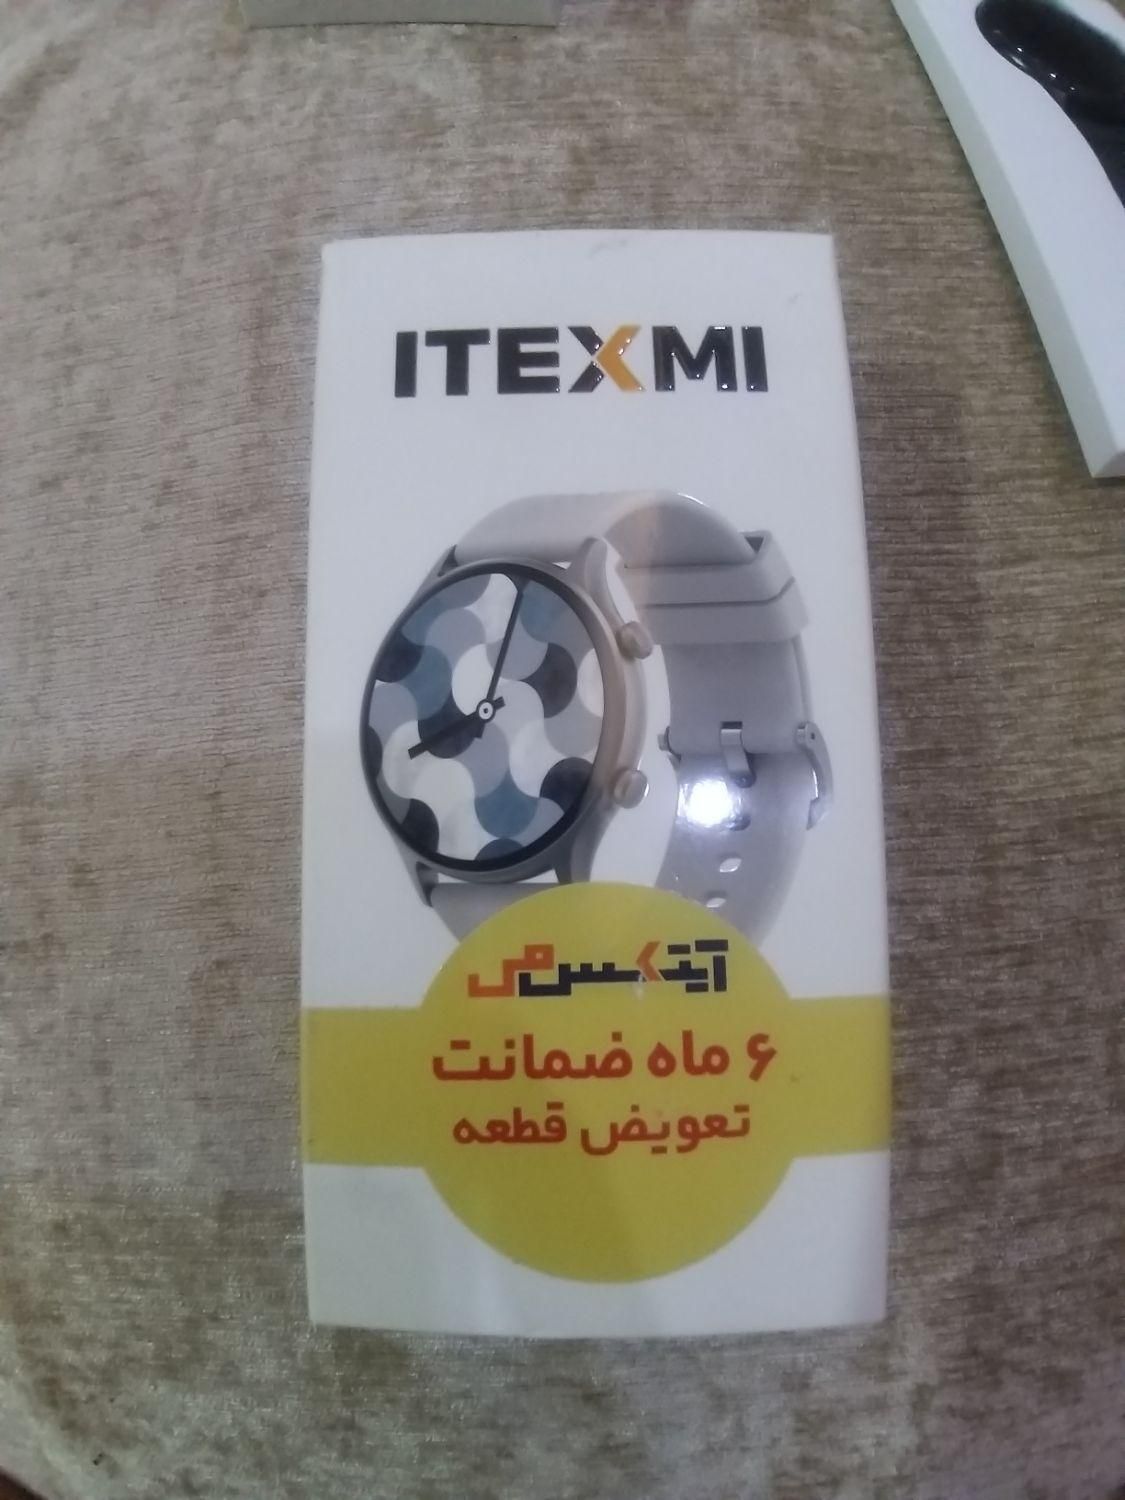 ITEXMI
آیتکس‌می
۶ ماه ضمانت
تعویض قطعه